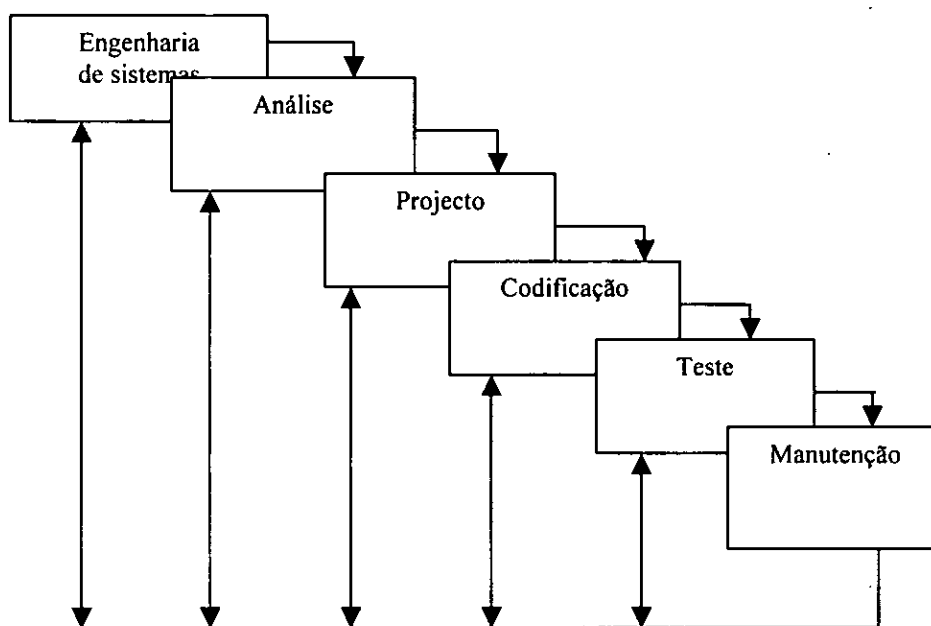 Engenharia
de sistemas
Análise
Projecto
Codificação
Teste
Manutenção